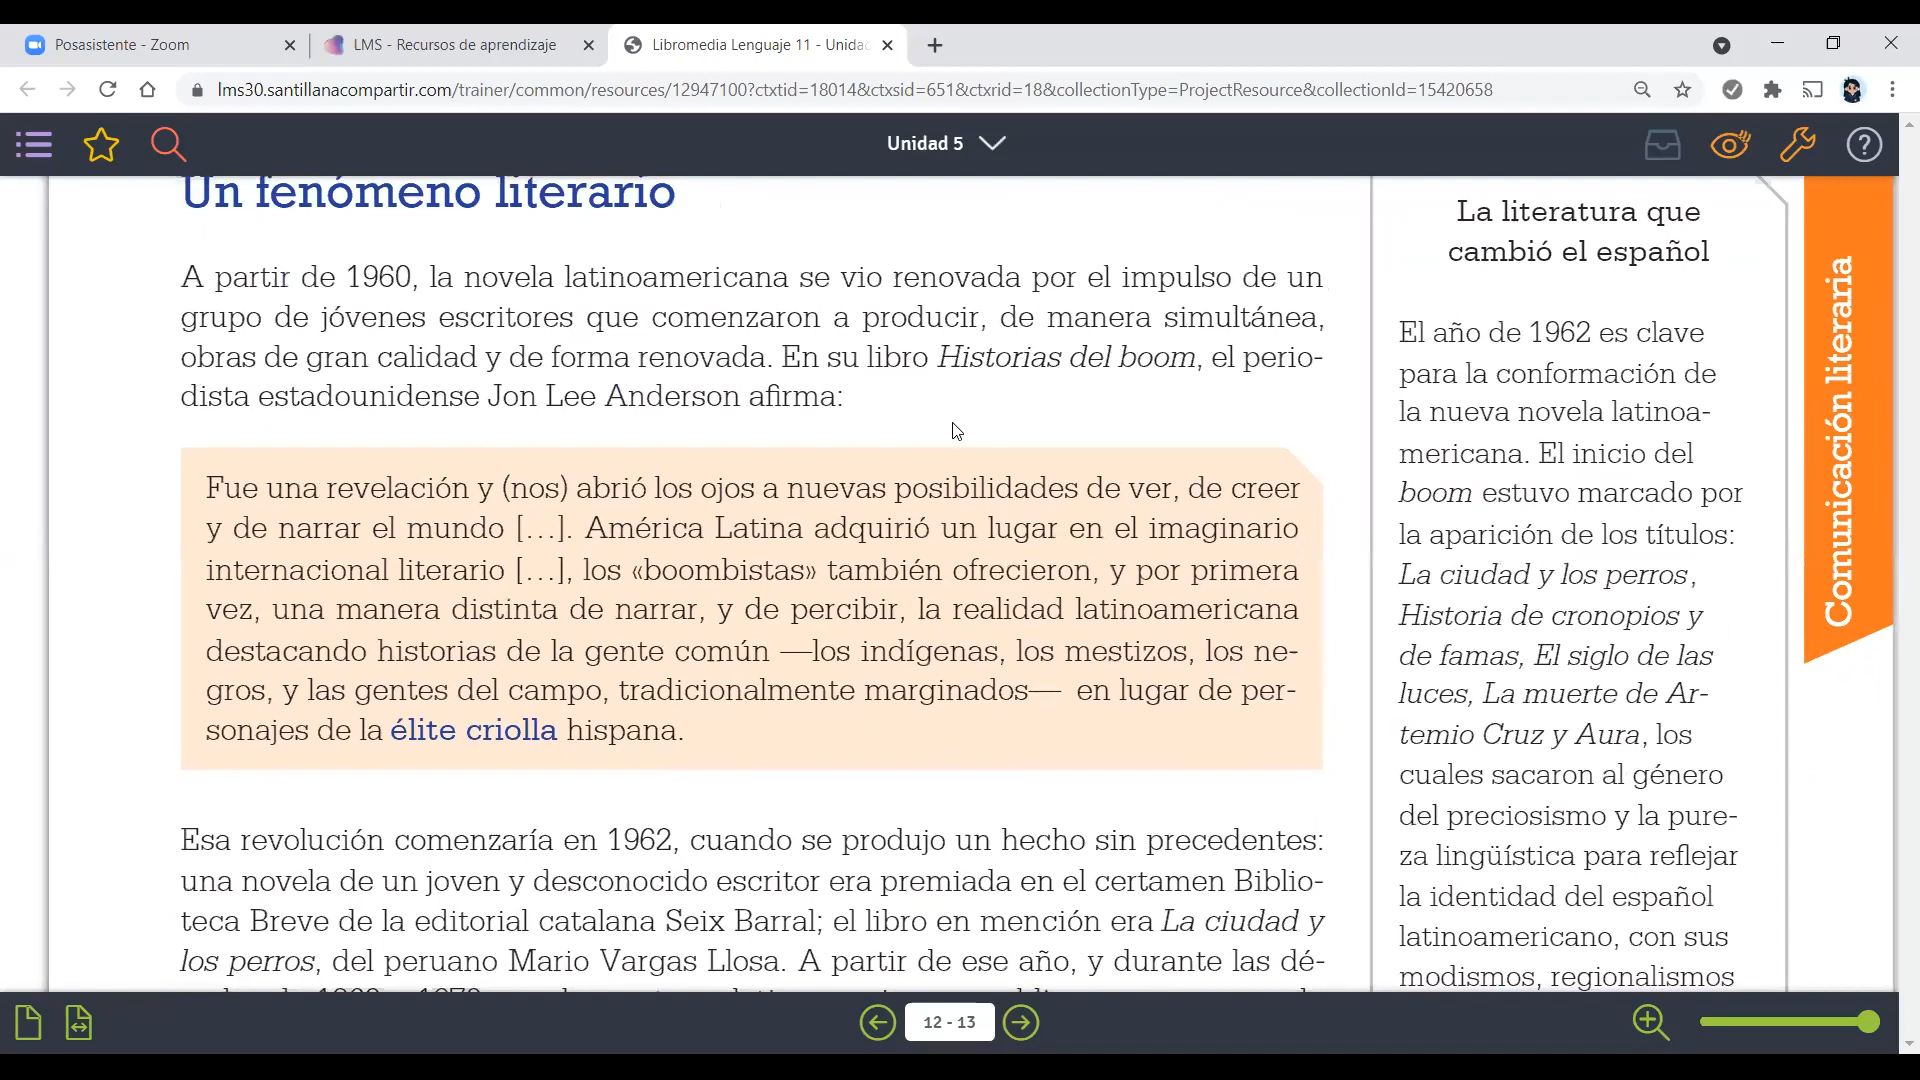 Posasistente - Zoom
LMS - Recursos de aprendizaje
Libromedia Lenguaje 11 - Unidad
lms30.santillanacompartir.com/trainer/common/resources/12947100?ctxtid=18014&ctxsid=651&ctxrid=18&collectionType=ProjectResource&collectionId=15420658
Unidad 5
Un fenómeno literario
A partir de 1960, la novela latinoamericana se vio renovada por el impulso de un
grupo de jóvenes escritores que comenzaron a producir, de manera simultánea,
obras de gran calidad y de forma renovada. En su libro Historias del boom, el perio-
dista estadounidense Jon Lee Anderson afirma:
Fue una revelación y (nos) abrió los ojos a nuevas posibilidades de ver, de creer
y de narrar el mundo [...]. América Latina adquirió un lugar en el imaginario
internacional literario [...], los «boombistas» también ofrecieron, y por primera
vez, una manera distinta de narrar, y de percibir, la realidad latinoamericana
destacando historias de la gente común —los indígenas, los mestizos, los ne-
gros, y las gentes del campo, tradicionalmente marginados— en lugar de per-
sonajes de la élite criolla hispana.
Esa revolución comenzaría en 1962, cuando se produjo un hecho sin precedentes:
una novela de un joven y desconocido escritor era premiada en el certamen Biblio-
teca Breve de la editorial catalana Seix Barral; el libro en mención era La ciudad y
los perros, del peruano Mario Vargas Llosa. A partir de ese año, y durante las dé-
La literatura que
cambió el español
El año de 1962 es clave
para la conformación de
la nueva novela latinoa-
mericana. El inicio del
boom estuvo marcado por
la aparición de los títulos:
La ciudad y los perros,
Historia de cronopios y
de famas, El siglo de las
luces, La muerte de Ar-
temio Cruz y Aura, los
cuales sacaron al género
del preciosismo y la pure-
za lingüística para reflejar
la identidad del español
latinoamericano, con sus
modismos, regionalismos
Comunicación literaria
12 - 13